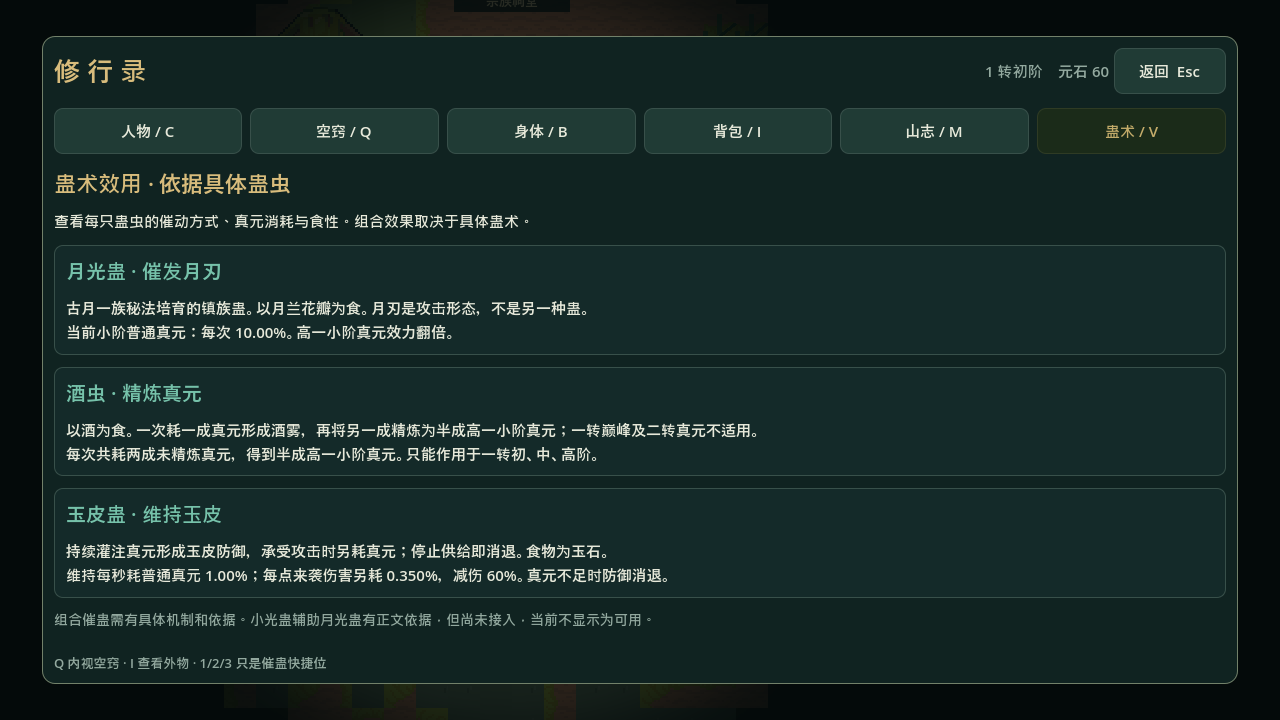 宗族祠堂
修行录
1 转初阶 元石 60 返回 Esc
人物 / C 空窍 / Q 身体 / B 背包 / I 山志 / M 蛊术 / V
蛊术效用 · 依据具体蛊虫
查看每只蛊虫的催动方式、真元消耗与食性。组合效果取决于具体蛊术。
月光蛊 · 催发月刃
古月一族秘法培育的镇族蛊。以月兰花瓣为食。月刃是攻击形态，不是另一种蛊。
当前小阶普通真元：每次 10.00%。高一小阶真元效力翻倍。
酒虫 · 精炼真元
以酒为食。一次耗一成真元形成酒雾，再将另一成精炼为半成高一小阶真元；一转巅峰及二转真元不适用。
每次共耗两成未精炼真元，得到半成高一小阶真元。只能作用于一转初、中、高阶。
玉皮蛊 · 维持玉皮
持续灌注真元形成玉皮防御，承受攻击时另耗真元；停止供给即消退。食物为玉石。
维持每秒耗普通真元 1.00%；每点来袭伤害另耗 0.350%，减伤 60%。真元不足时防御消退。
组合催蛊需有具体机制和依据。小光蛊辅助月光蛊有正文依据，但尚未接入，当前不显示为可用。
Q 内视空窍 · I 查看外物 · 1/2/3 只是催蛊快捷位